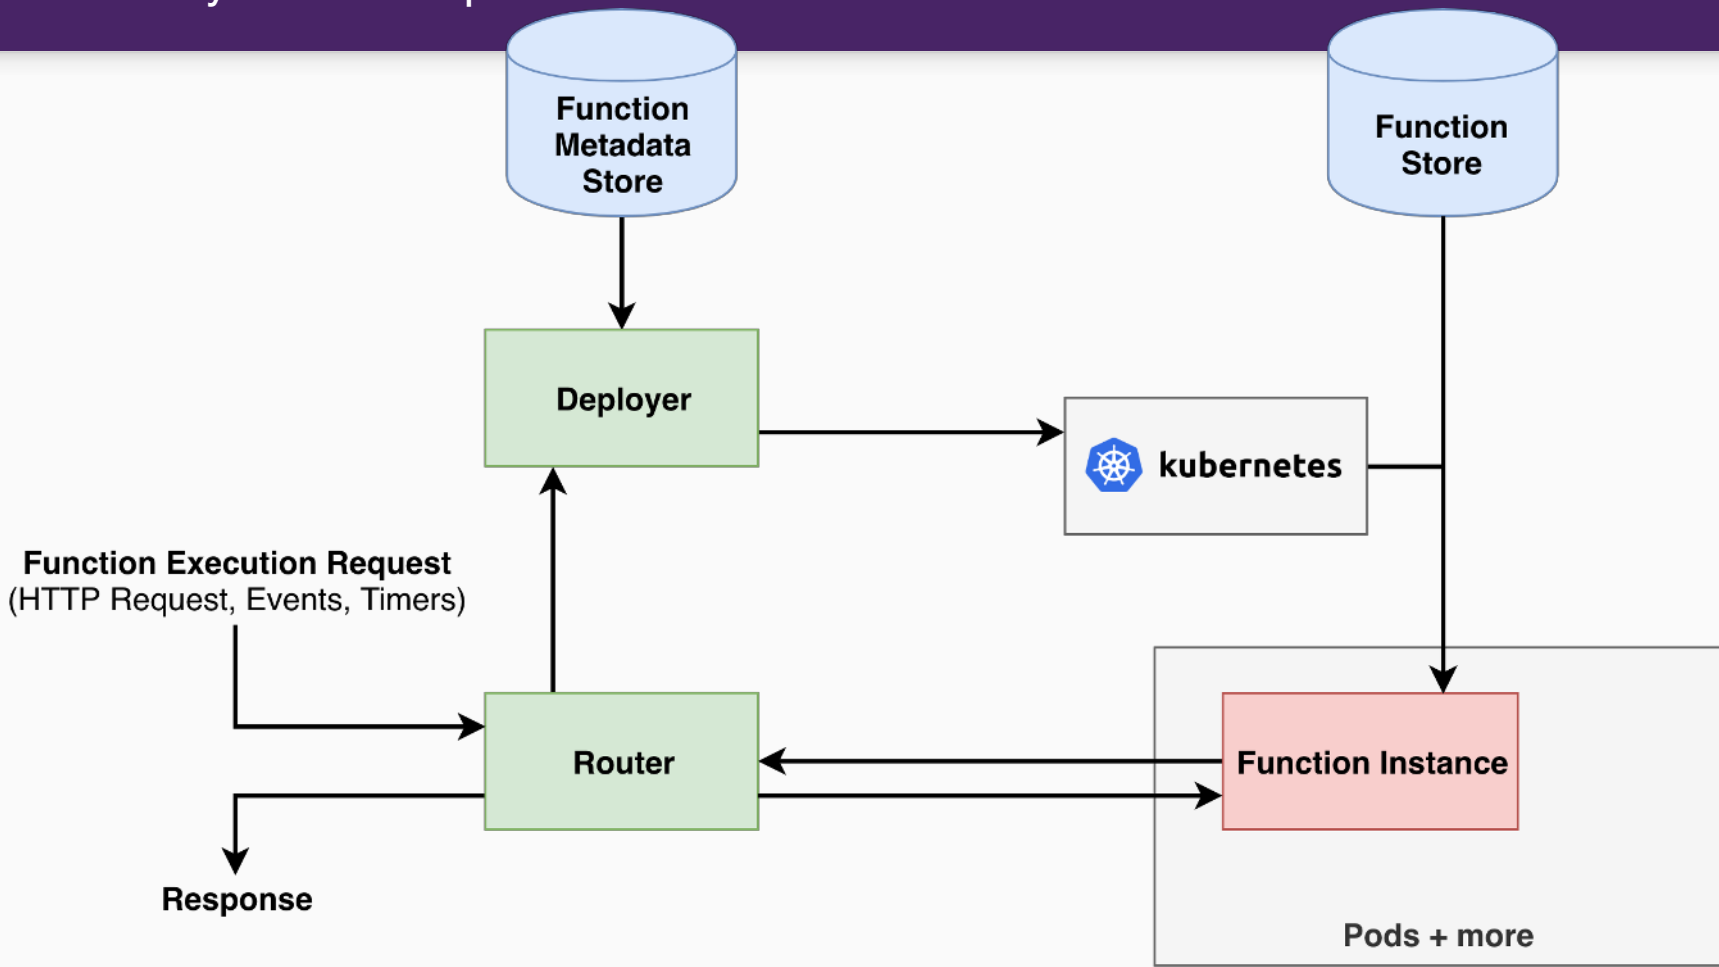 Function
Metadata
Store
Function
Store
Deployer
kubernetes
Function Execution Request
(HTTP Request, Events, Timers)
Router
Function Instance
Response
Pods + more